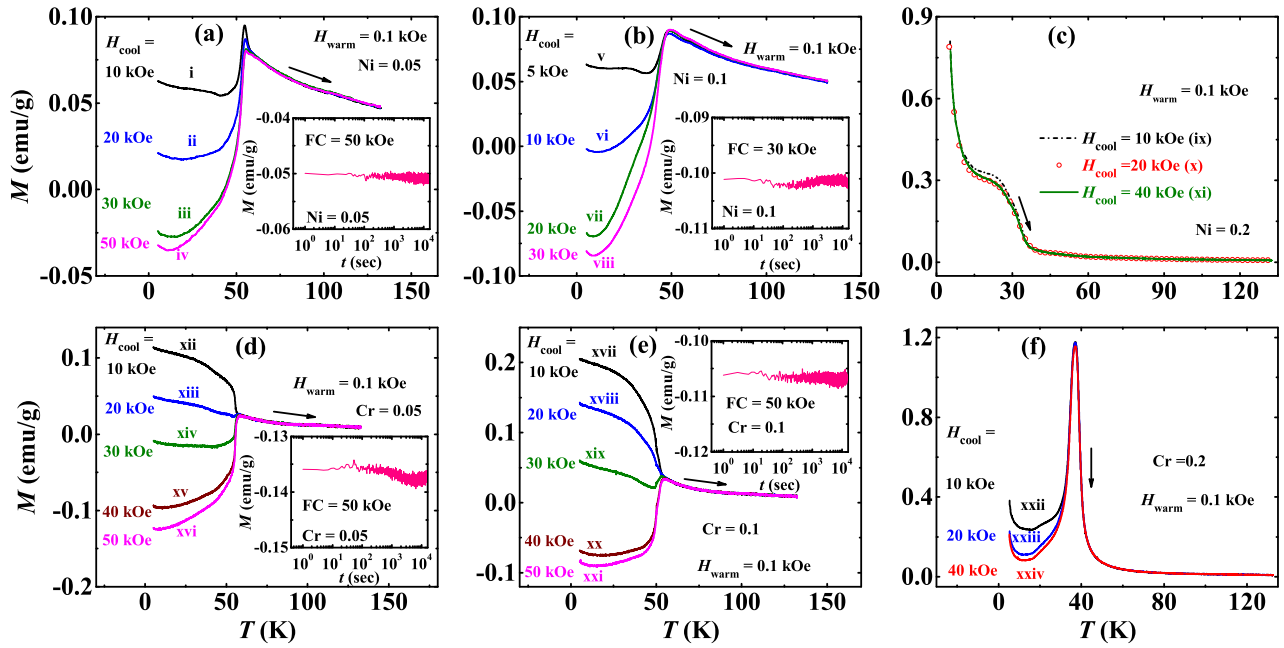 (a)
H cool =
H warm = 0.1 kOe
Ni = 0.05
10 kOe
i
20 kOe
ii
30 kOe
iii
50 kOe
iv
M (emu/g)
0.10
0.05
0.00
-0.05
0
50
100
150
FC = 50 kOe
Ni = 0.05
M (emu/g)
-0.04
-0.05
-0.06
10^0 10^1 10^2 10^3 10^4
t (sec)
(b)
H cool =
H warm = 0.1 kOe
Ni = 0.1
5 kOe
v
10 kOe
vi
20 kOe
vii
30 kOe
viii
0.10
0.05
0.00
-0.05
-0.10
0
50
100
150
FC = 30 kOe
Ni = 0.1
M (emu/g)
-0.09
-0.10
-0.11
10^0 10^1 10^2 10^3 10^4
t (sec)
(c)
H warm = 0.1 kOe
H cool = 10 kOe (ix)
H cool =20 kOe (x)
H cool = 40 kOe (xi)
Ni = 0.2
0.9
0.6
0.3
0.0
0
30
60
90
120
(d)
H cool =
10 kOe
xii
H warm = 0.1 kOe
Cr = 0.05
20 kOe
xiii
30 kOe
xiv
40 kOe
xv
50 kOe
xvi
M (emu/g)
0.1
0.0
-0.1
-0.2
0
50
100
150
T (K)
FC = 50 kOe
Cr = 0.05
M (emu/g)
-0.13
-0.14
-0.15
10^0 10^1 10^2 10^3 10^4
t (sec)
(e)
H cool =
10 kOe
xvii
20 kOe
xviii
30 kOe
xix
40 kOe
xx
50 kOe
xxi
Cr = 0.1
H warm = 0.1 kOe
0.2
0.1
0.0
-0.1
0
50
100
150
T (K)
FC = 50 kOe
Cr = 0.1
M (emu/g)
-0.10
-0.11
-0.12
10^0 10^1 10^2 10^3 10^4
t (sec)
(f)
H cool =
10 kOe
xxii
20 kOe
xxiii
40 kOe
xxiv
Cr =0.2
H warm = 0.1 kOe
1.2
0.8
0.4
0.0
0
40
80
120
T (K)